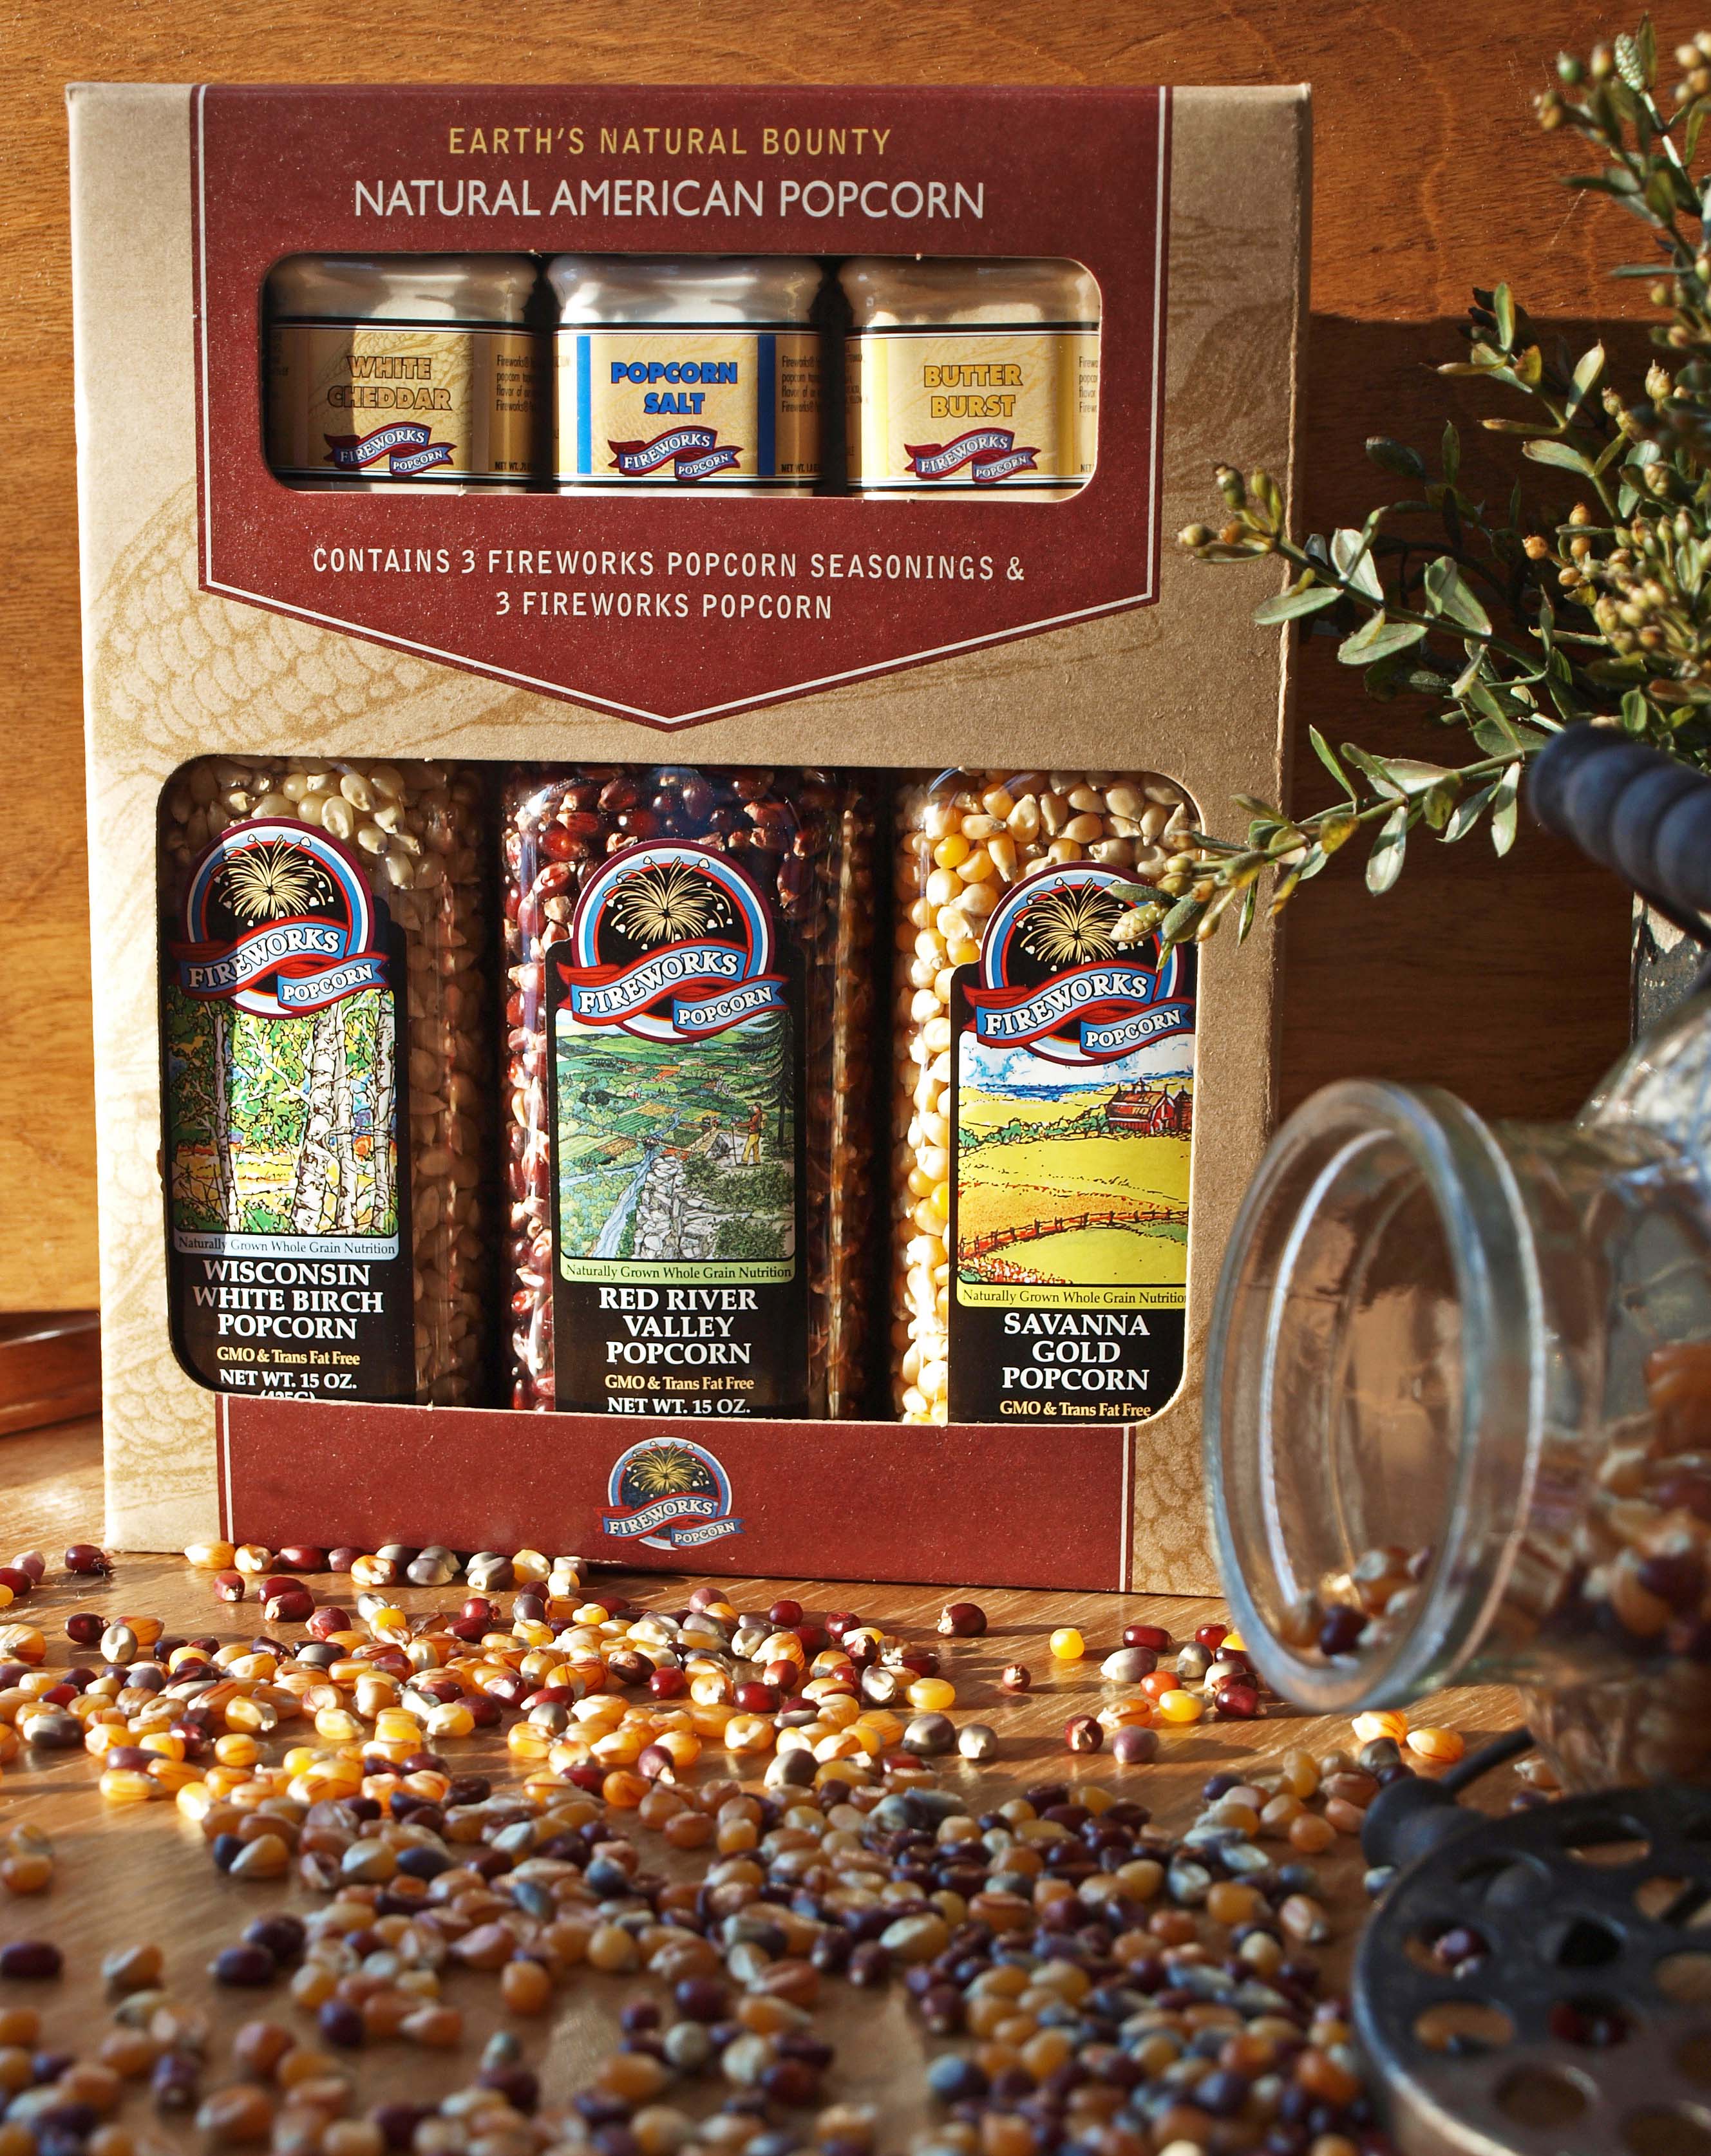 EARTH'S NATURAL BOUNTY
NATURAL AMERICAN POPCORN
WHITE
CHEDDAR
FIREWORKS
POPCORN
POPCORN
SALT
FIREWORKS
POPCORN
BUTTER
BURST
FIREWORKS
POPCORN
CONTAINS 3 FIREWORKS POPCORN SEASONINGS &
3 FIREWORKS POPCORN
FIREWORKS
POPCORN
Naturally Grown Whole Grain Nutrition
WISCONSIN
WHITE BIRCH
POPCORN
GMO & Trans Fat Free
NET WT. 15 OZ.
(425G)
FIREWORKS
POPCORN
Naturally Grown Whole Grain Nutrition
RED RIVER
VALLEY
POPCORN
GMO & Trans Fat Free
NET WT. 15 OZ.
FIREWORKS
POPCORN
Naturally Grown Whole Grain Nutritio
SAVANNA
GOLD
POPCORN
GMO & Trans Fat Free
FIREWORKS
POPCORN